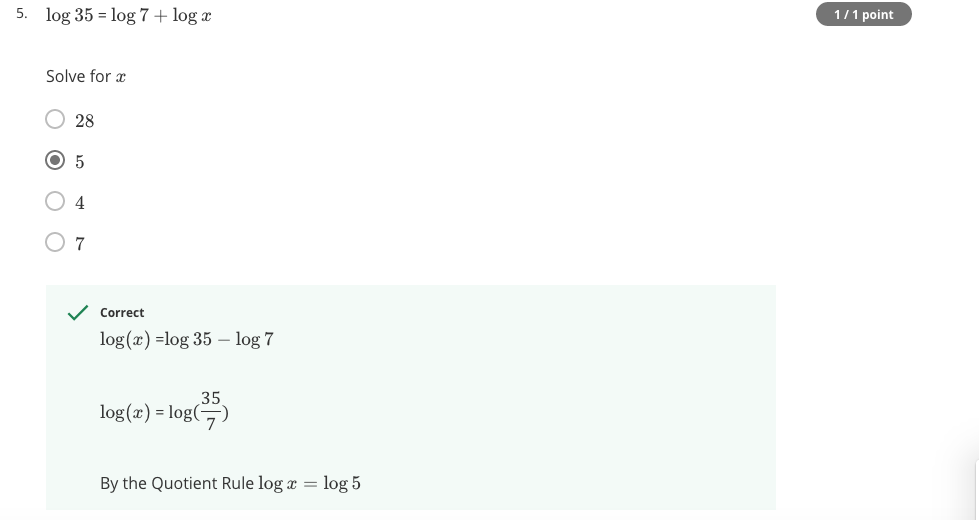 5. log 35 = log 7 + log x
1 / 1 point
Solve for x
28
5
4
7
Correct
log(x) =log 35 − log 7
log(x) = log(35/7)
By the Quotient Rule log x = log 5